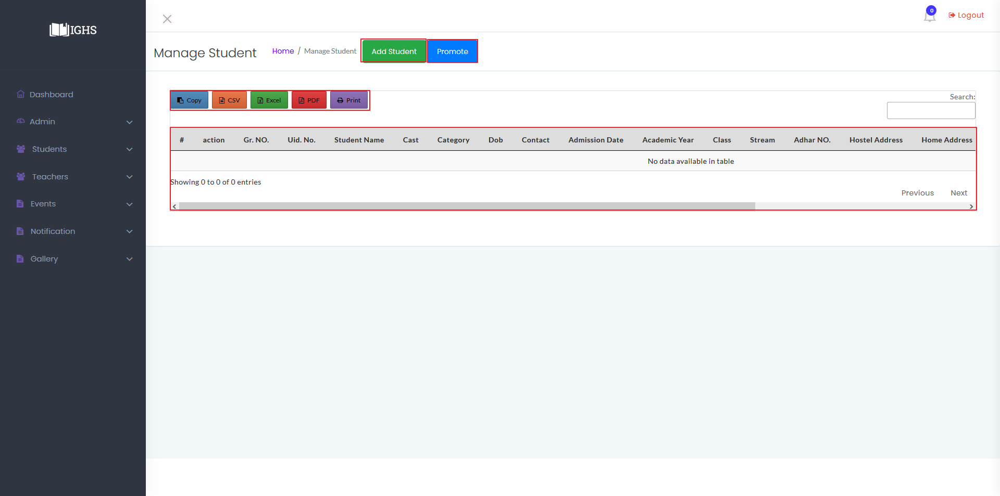 IGHS
0
Logout
Manage Student
Home / Manage Student
Add Student
Promote
Dashboard
Admin
Students
Teachers
Events
Notification
Gallery
Copy
CSV
Excel
PDF
Print
Search:
# action Gr. NO. Uid. No. Student Name Cast Category Dob Contact Admission Date Academic Year Class Stream Adhar NO. Hostel Address Home Address
No data available in table
Showing 0 to 0 of 0 entries
Previous Next